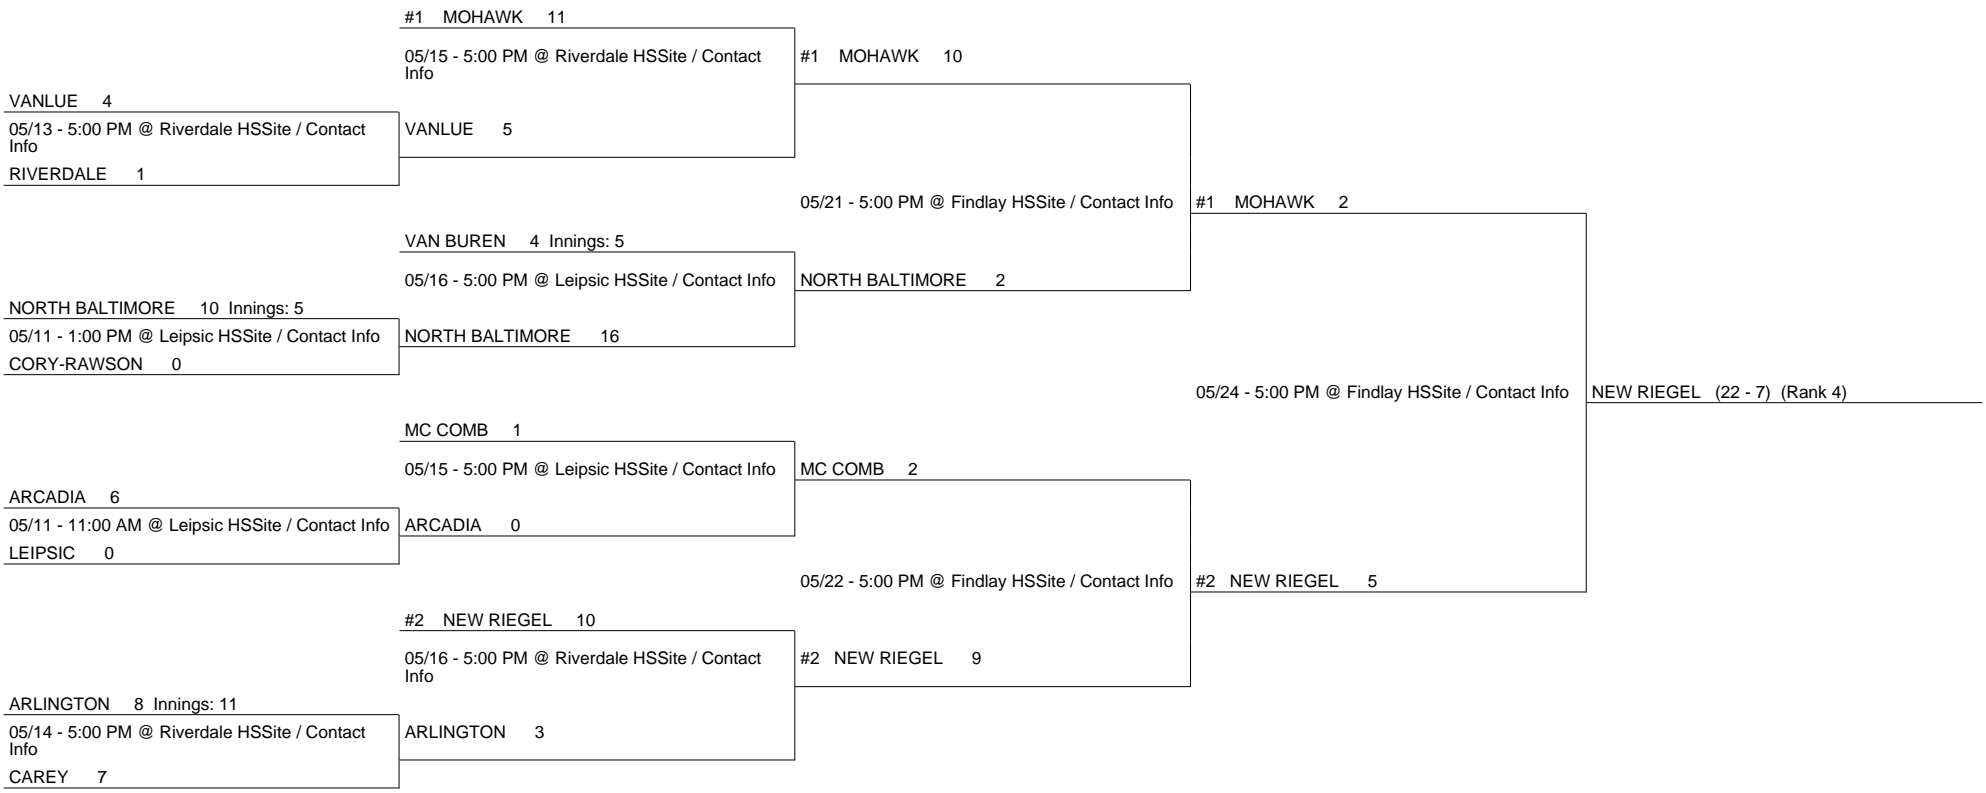 #1 MOHAWK 11
05/15 - 5:00 PM @ Riverdale HSSite / Contact
Info
#1 MOHAWK 10
VANLUE 4
05/13 - 5:00 PM @ Riverdale HSSite / Contact
Info
VANLUE 5
RIVERDALE 1
05/21 - 5:00 PM @ Findlay HSSite / Contact Info
#1 MOHAWK 2
VAN BUREN 4 Innings: 5
05/16 - 5:00 PM @ Leipsic HSSite / Contact Info
NORTH BALTIMORE 2
NORTH BALTIMORE 10 Innings: 5
05/11 - 1:00 PM @ Leipsic HSSite / Contact Info
NORTH BALTIMORE 16
CORY-RAWSON 0
05/24 - 5:00 PM @ Findlay HSSite / Contact Info
NEW RIEGEL (22 - 7) (Rank 4)
MC COMB 1
05/15 - 5:00 PM @ Leipsic HSSite / Contact Info
MC COMB 2
ARCADIA 6
05/11 - 11:00 AM @ Leipsic HSSite / Contact Info
ARCADIA 0
LEIPSIC 0
05/22 - 5:00 PM @ Findlay HSSite / Contact Info
#2 NEW RIEGEL 5
#2 NEW RIEGEL 10
05/16 - 5:00 PM @ Riverdale HSSite / Contact
Info
#2 NEW RIEGEL 9
ARLINGTON 8 Innings: 11
05/14 - 5:00 PM @ Riverdale HSSite / Contact
Info
ARLINGTON 3
CAREY 7